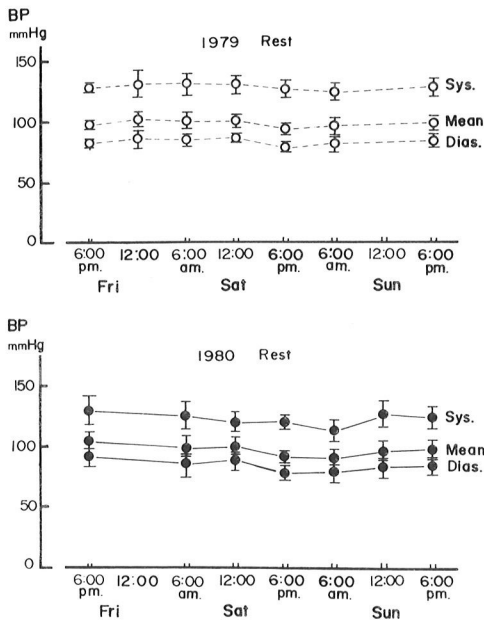 BP
mmHg
1979 Rest
150
Sys.
100
Mean
Dias.
50
0
6:00 12:00 6:00 12:00 6:00 6:00 12:00 6:00
pm. am. pm. am. pm.
Fri Sat Sun
BP
mmHg
1980 Rest
150
Sys.
100
Mean
Dias.
50
0
6:00 12:00 6:00 12:00 6:00 6:00 12:00 6:00
pm. am. pm. am. pm.
Fri Sat Sun